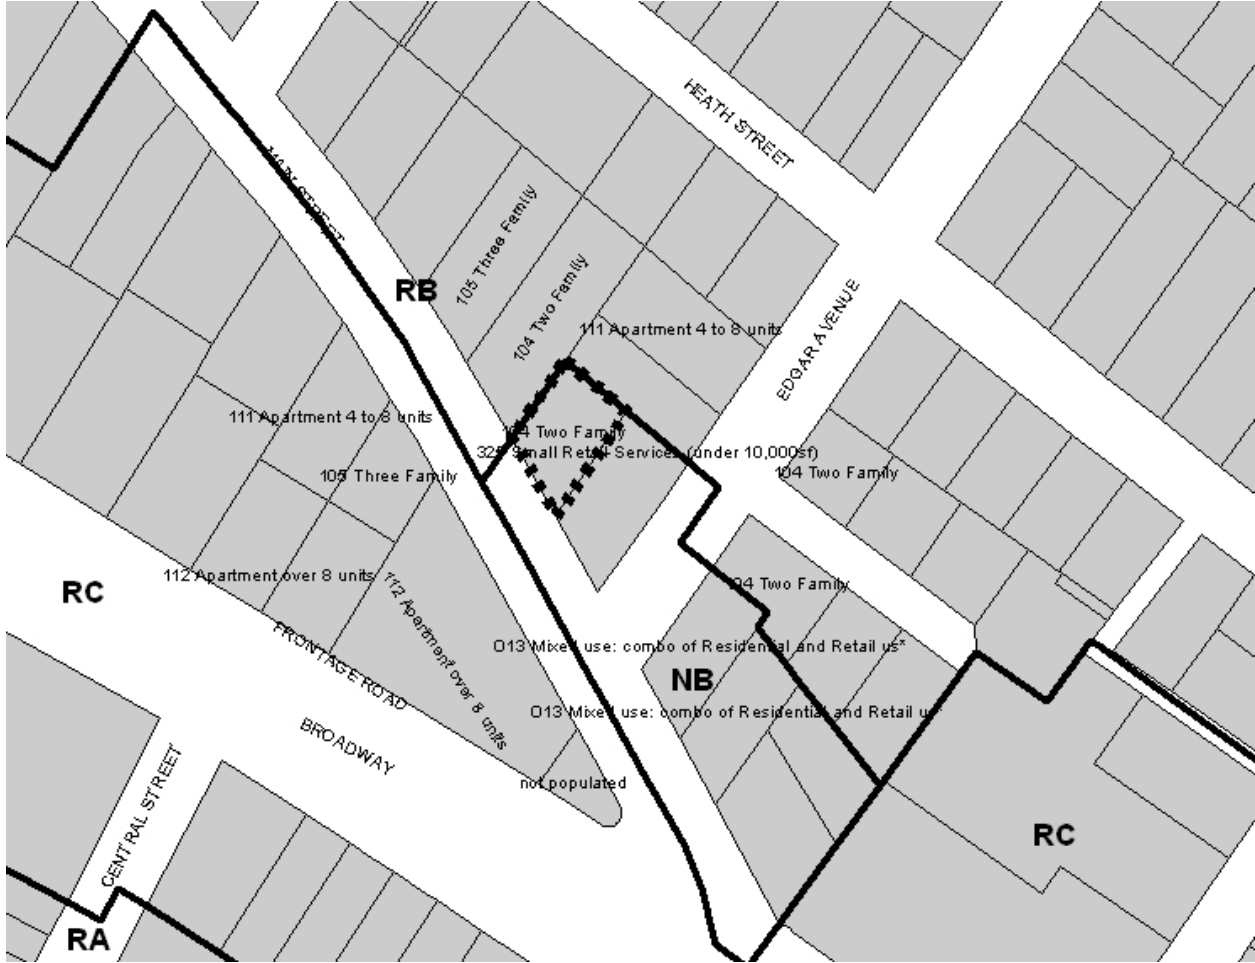 HEATH STREET
MAIN STREET
105 Three Family
RB
104 Two Family
EDGAR AVENUE
111 Apartment 4 to 8 units
111 Apartment 4 to 8 units
104 Two Family
325 Small Retail Services (under 10,000sf)
105 Three Family
104 Two Family
112 Apartment over 8 units
112 Apartment over 8 units
104 Two Family
RC
FRONTAGE ROAD
O13 Mixed use: combo of Residential and Retail us*
NB
O13 Mixed use: combo of Residential and Retail us*
BROADWAY
not populated
CENTRAL STREET
RC
RA